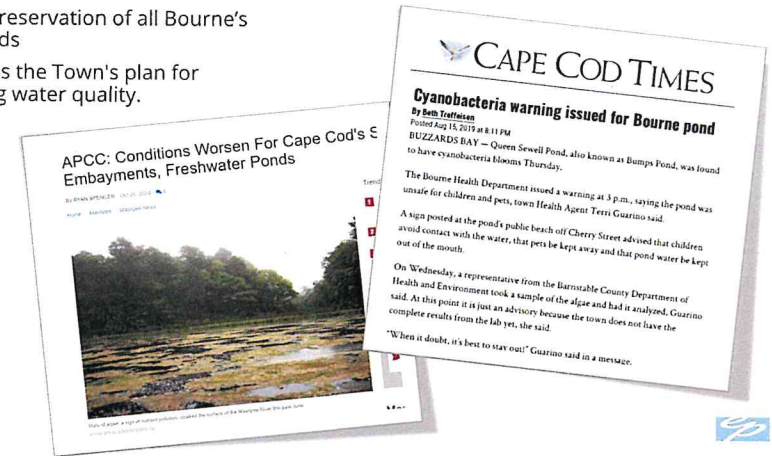 reservation of all Bourne's
ds
s the Town's plan for
g water quality.
CAPE COD TIMES
Cyanobacteria warning issued for Bourne pond
By Beth Treffeisen
Posted Aug 15, 2019 at 8:11 PM
BUZZARDS BAY — Queen Sewell Pond, also known as Bumps Pond, was found
to have cyanobacteria blooms Thursday.
The Bourne Health Department issued a warning at 3 p.m., saying the pond was
unsafe for children and pets, town Health Agent Terri Guarino said.
A sign posted at the pond's public beach off Cherry Street advised that children
avoid contact with the water, that pets be kept away and that pond water be kept
out of the mouth.
On Wednesday, a representative from the Barnstable County Department of
Health and Environment took a sample of the algae and had it analyzed, Guarino
said. At this point it is just an advisory because the town does not have the
complete results from the lab yet, she said.
"When it doubt, it's best to stay out!" Guarino said in a message.
APCC: Conditions Worsen For Cape Cod's S
Embayments, Freshwater Ponds
By RYAN SPENCER
Trend
Home